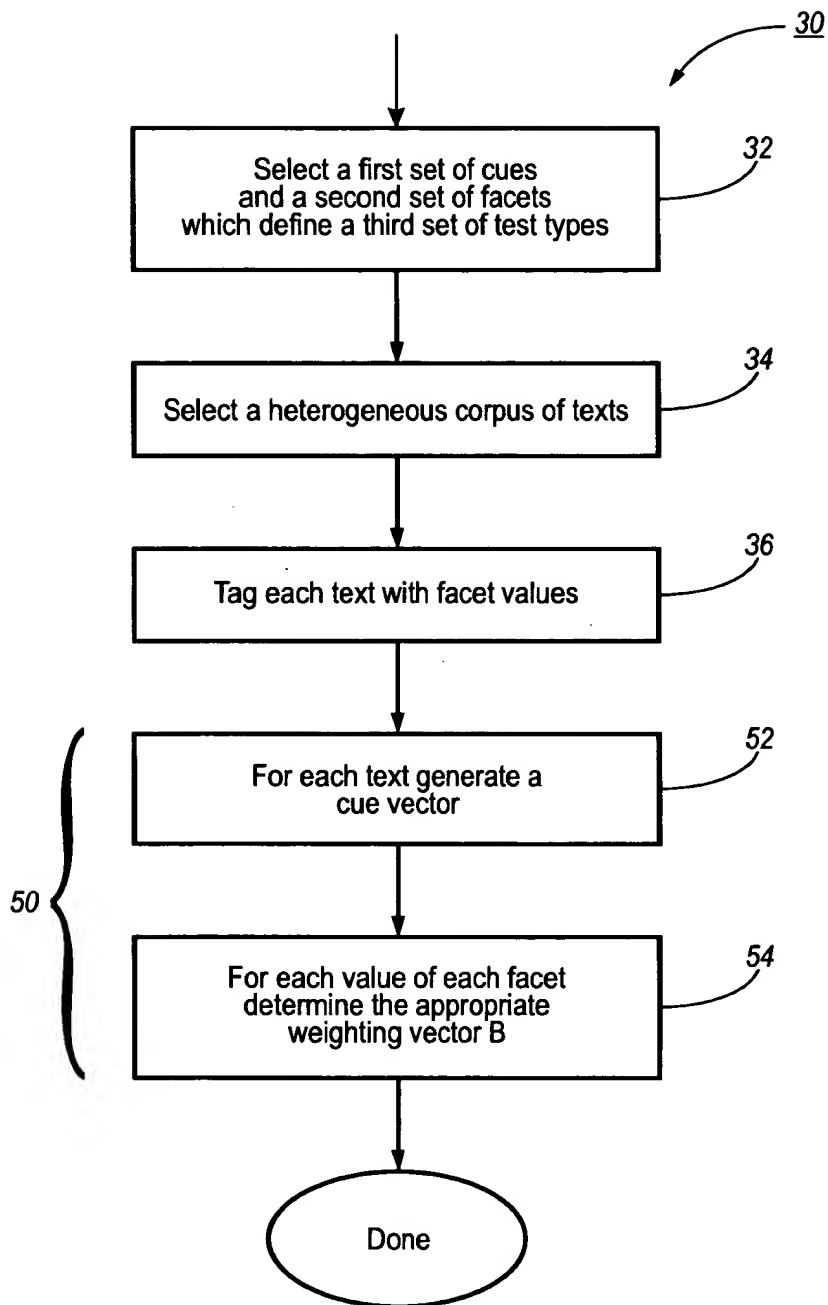 30
Select a first set of cues
and a second set of facets
which define a third set of test types
32
Select a heterogeneous corpus of texts
34
Tag each text with facet values
36
For each text generate a
cue vector
52
50
For each value of each facet
determine the appropriate
weighting vector B
54
Done